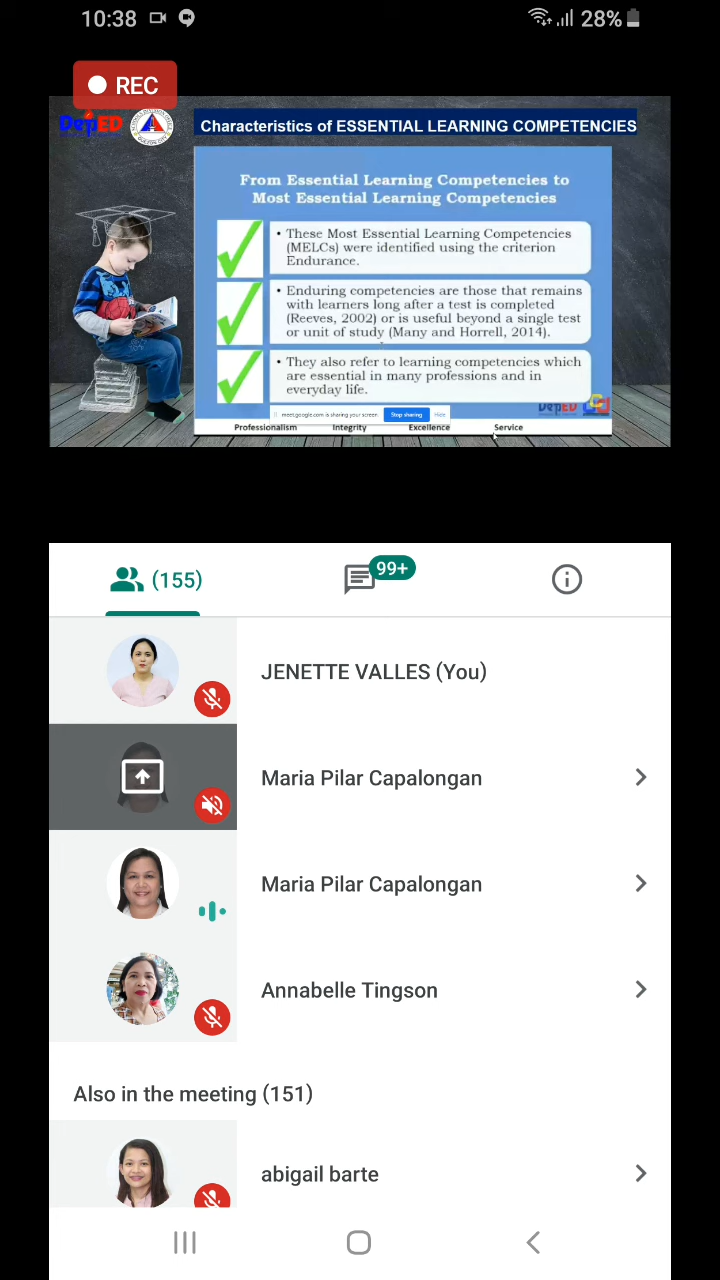 10:38
28%
REC
DepED
Characteristics of ESSENTIAL LEARNING COMPETENCIES
From Essential Learning Competencies to
Most Essential Learning Competencies
• These Most Essential Learning Competencies
(MELCs) were identified using the criterion
Endurance.
• Enduring competencies are those that remains
with learners long after a test is completed
(Reeves, 2002) or is useful beyond a single test
or unit of study (Many and Horrell, 2014).
• They also refer to learning competencies which
are essential in many professions and in
everyday life.
DepED
meet.google.com is sharing your screen. Stop sharing Hide
Professionalism Integrity Excellence Service
(155)
99+
JENETTE VALLES (You)
Maria Pilar Capalongan
Maria Pilar Capalongan
Annabelle Tingson
Also in the meeting (151)
abigail barte